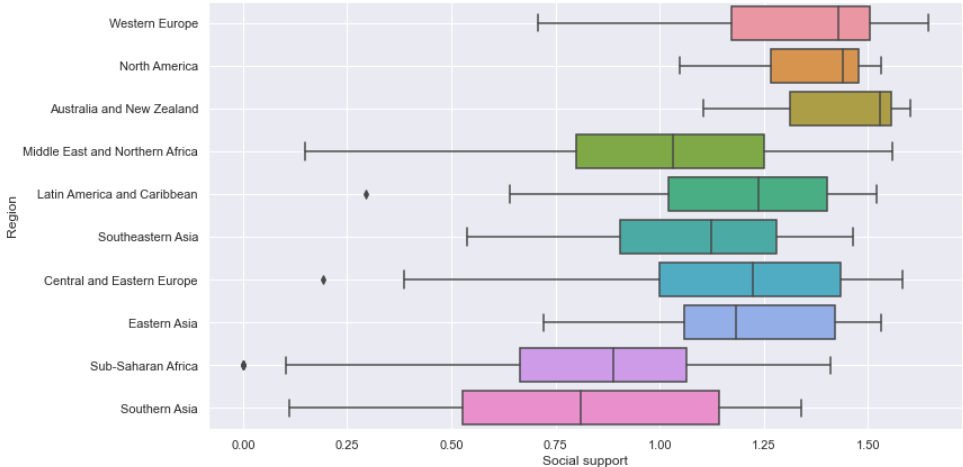 Western Europe
North America
Australia and New Zealand
Middle East and Northern Africa
Latin America and Caribbean
Southeastern Asia
Central and Eastern Europe
Eastern Asia
Sub-Saharan Africa
Southern Asia
Region
0.00 0.25 0.50 0.75 1.00 1.25 1.50
Social support